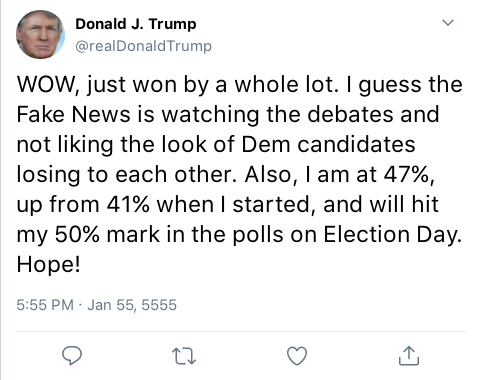 Donald J. Trump
@realDonaldTrump
WOW, just won by a whole lot. I guess the
Fake News is watching the debates and
not liking the look of Dem candidates
losing to each other. Also, I am at 47%,
up from 41% when I started, and will hit
my 50% mark in the polls on Election Day.
Hope!
5:55 PM · Jan 55, 5555